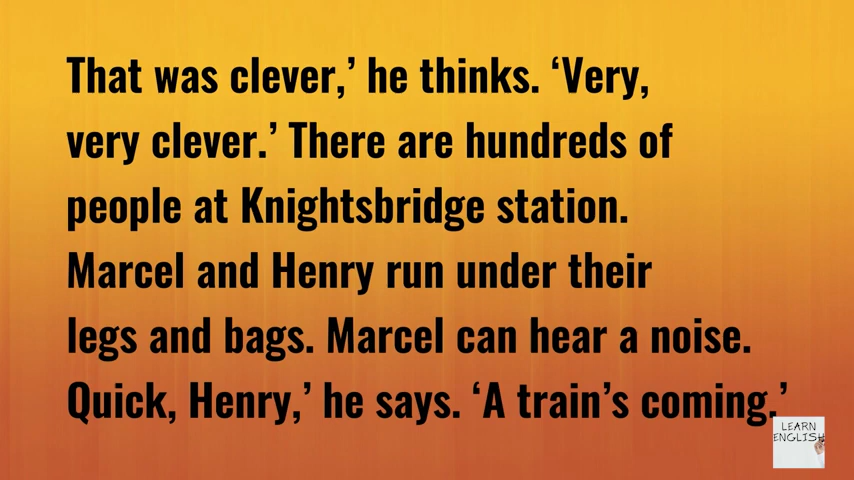 That was clever,’ he thinks. ‘Very,
very clever.’ There are hundreds of
people at Knightsbridge station.
Marcel and Henry run under their
legs and bags. Marcel can hear a noise.
Quick, Henry,’ he says. ‘A train’s coming.’
LEARN
ENGLISH